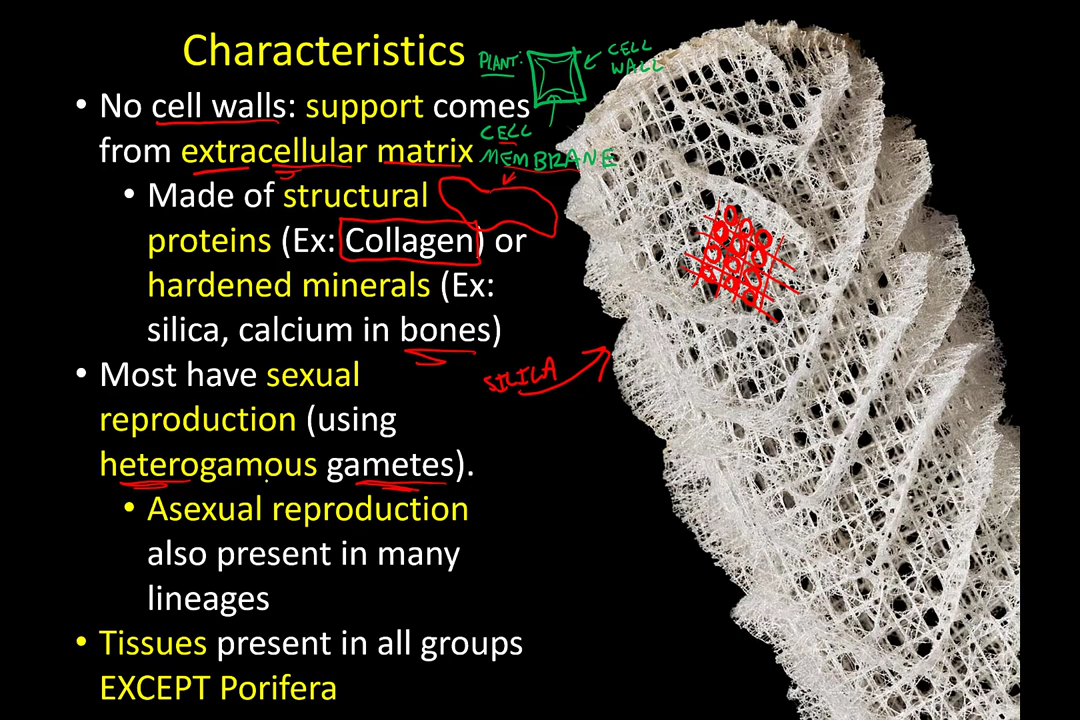 Characteristics
PLANT:
CELL
WALL
• No cell walls: support comes
from extracellular matrix
CELL
MEMBRANE
• Made of structural
proteins (Ex: Collagen) or
hardened minerals (Ex:
silica, calcium in bones)
SILICA
• Most have sexual
reproduction (using
heterogamous gametes).
• Asexual reproduction
also present in many
lineages
• Tissues present in all groups
EXCEPT Porifera